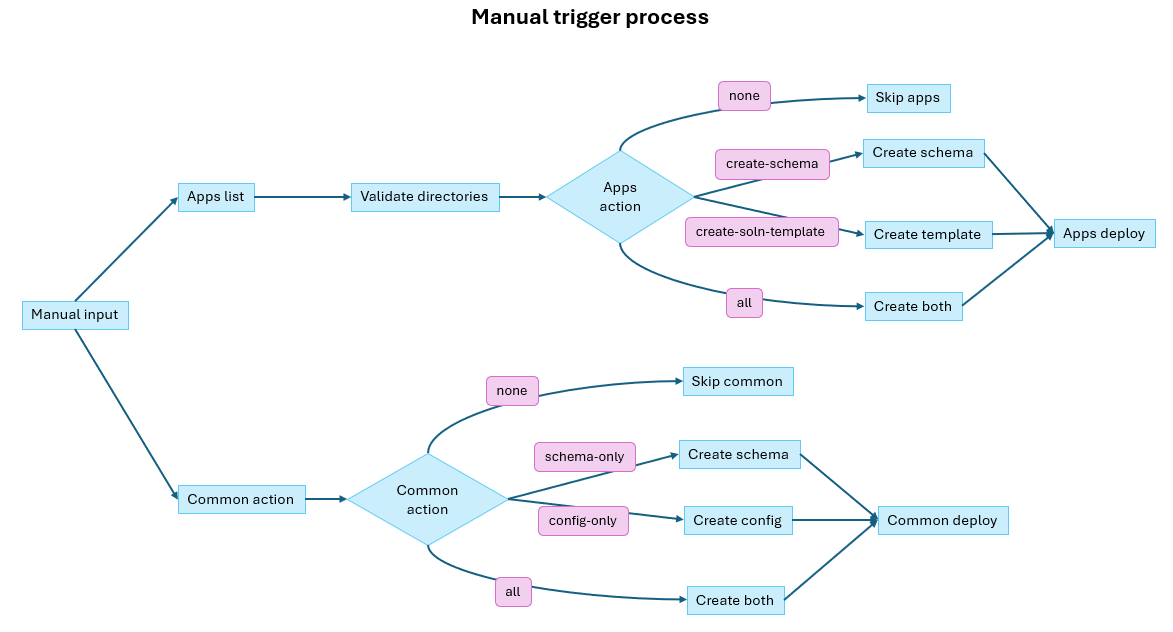 Manual trigger process
none
Skip apps
create-schema
Create schema
Apps list
Validate directories
Apps
action
create-soln-template
Create template
Apps deploy
all
Create both
Manual input
none
Skip common
schema-only
Create schema
Common action
Common
action
config-only
Create config
Common deploy
all
Create both